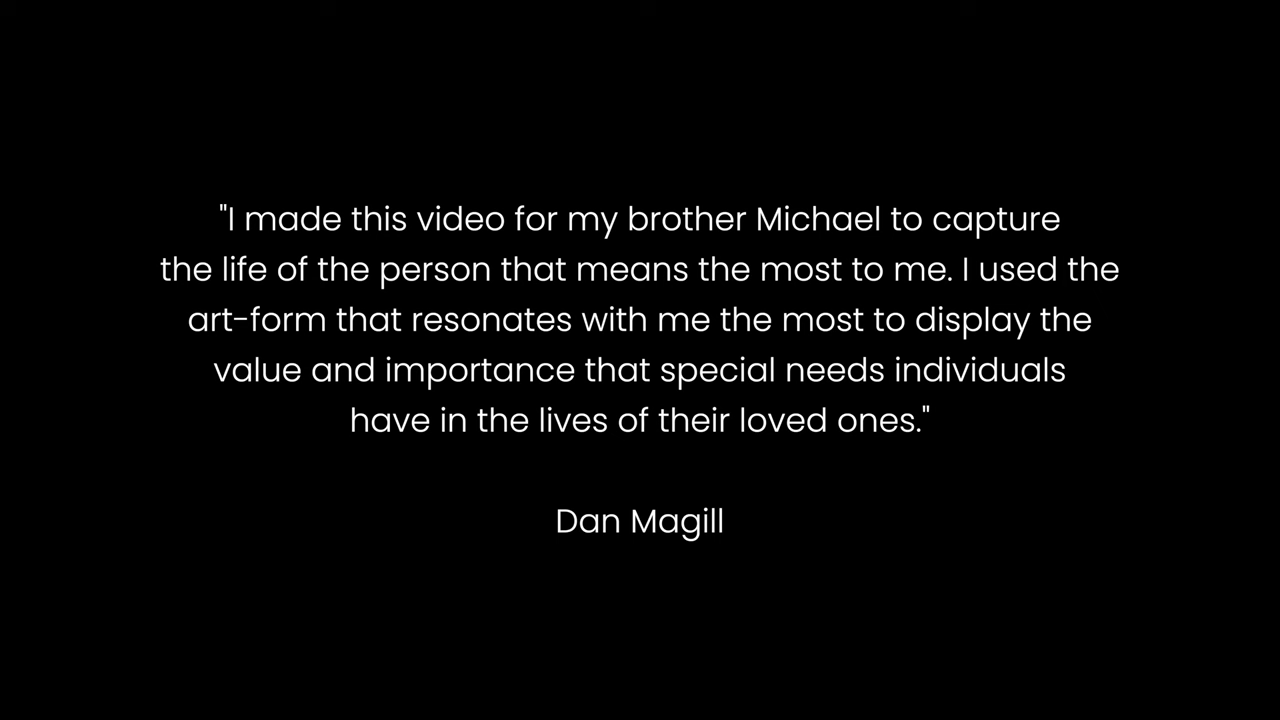 "I made this video for my brother Michael to capture
the life of the person that means the most to me. I used the
art-form that resonates with me the most to display the
value and importance that special needs individuals
have in the lives of their loved ones."
Dan Magill